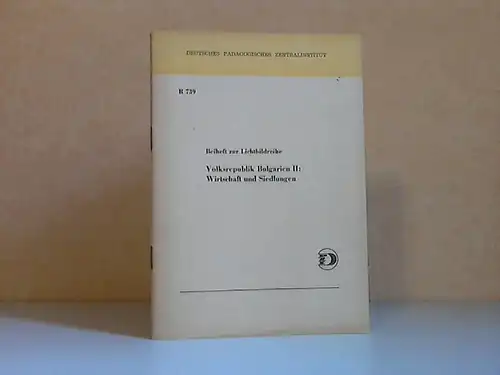 DEUTSCHES PÄDAGOGISCHES ZENTRALINSTITUT
R 739
Beiheft zur Lichtbildreihe
Volksrepublik Bulgarien II:
Wirtschaft und Siedlungen